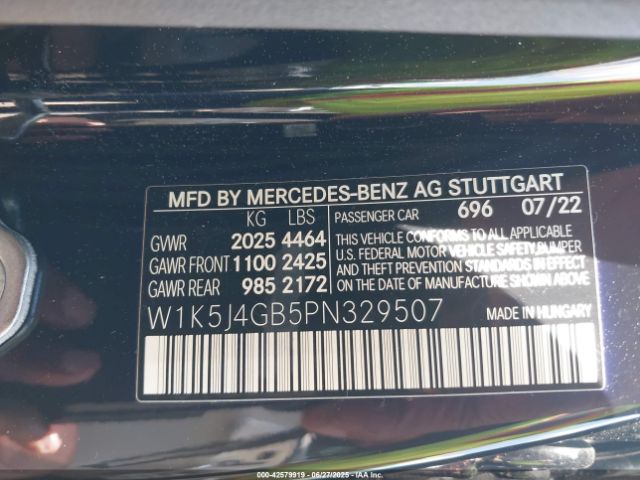 MFD BY MERCEDES-BENZ AG STUTTGART
KG LBS
GVWR 2025 4464
GAWR FRONT 1100 2425
GAWR REAR 985 2172
PASSENGER CAR 696 07/22
THIS VEHICLE CONFORMS TO ALL APPLICABLE
U.S. FEDERAL MOTOR VEHICLE SAFETY, BUMPER
AND THEFT PREVENTION STANDARDS IN EFFECT
ON THE DATE OF MANUFACTURE SHOWN ABOVE.
W1K5J4GB5PN329507
MADE IN HUNGARY
000-42579919 | 06/27/2025 - IAAI.COM